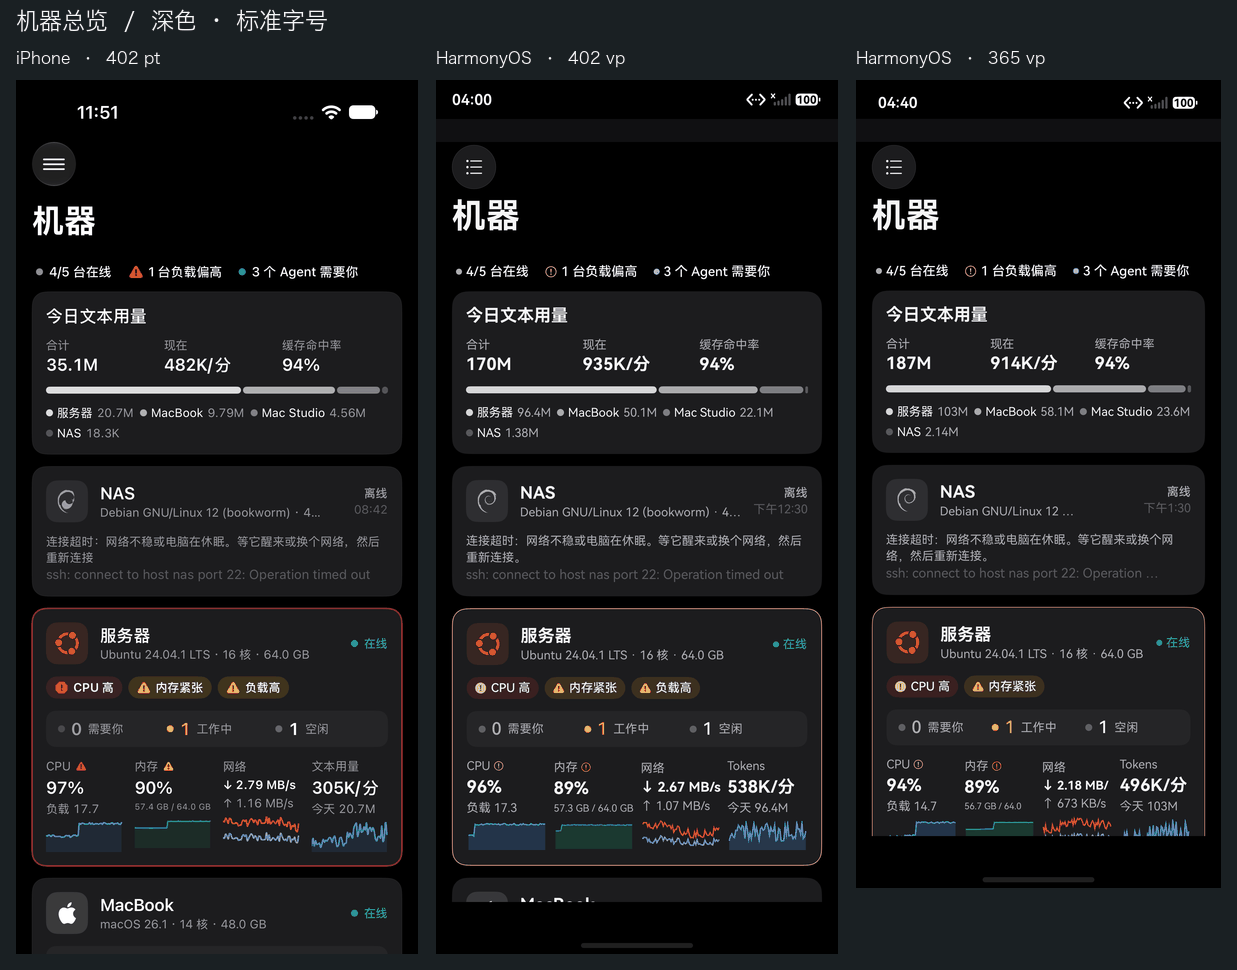 机器总览 / 深色 · 标准字号
iPhone · 402 pt
11:51
机器
4/5 台在线 1 台负载偏高 3 个 Agent 需要你
今日文本用量
合计 现在 缓存命中率
35.1M 482K/分 94%
服务器 20.7M MacBook 9.79M Mac Studio 4.56M
NAS 18.3K
NAS 离线
Debian GNU/Linux 12 (bookworm) · 4... 08:42
连接超时：网络不稳或电脑在休眠。等它醒来或换个网络，然后
重新连接
ssh: connect to host nas port 22: Operation timed out
服务器 在线
Ubuntu 24.04.1 LTS · 16 核 · 64.0 GB
CPU 高 内存紧张 负载高
0 需要你 1 工作中 1 空闲
CPU 内存 网络 文本用量
97% 90% ↓ 2.79 MB/s 305K/分
负载 17.7 57.4 GB / 64.0 GB ↑ 1.16 MB/s 今天 20.7M
MacBook 在线
macOS 26.1 · 14 核 · 48.0 GB
HarmonyOS · 402 vp
04:00 100
机器
4/5 台在线 1 台负载偏高 3 个 Agent 需要你
今日文本用量
合计 现在 缓存命中率
170M 935K/分 94%
服务器 96.4M MacBook 50.1M Mac Studio 22.1M
NAS 1.38M
NAS 离线
Debian GNU/Linux 12 (bookworm) · 4... 下午12:30
连接超时：网络不稳或电脑在休眠。等它醒来或换个网络，然后
重新连接。
ssh: connect to host nas port 22: Operation timed out
服务器 在线
Ubuntu 24.04.1 LTS · 16 核 · 64.0 GB
CPU 高 内存紧张 负载高
0 需要你 1 工作中 1 空闲
CPU 内存 网络 Tokens
96% 89% ↓ 2.67 MB/s 538K/分
负载 17.3 57.3 GB / 64.0 GB ↑ 1.07 MB/s 今天 96.4M
MacBook
HarmonyOS · 365 vp
04:40 100
机器
4/5 台在线 1 台负载偏高 3 个 Agent 需要你
今日文本用量
合计 现在 缓存命中率
187M 914K/分 94%
服务器 103M MacBook 58.1M Mac Studio 23.6M
NAS 2.14M
NAS 离线
Debian GNU/Linux 12 ... 下午1:30
连接超时：网络不稳或电脑在休眠。等它醒来或换个网
络，然后重新连接。
ssh: connect to host nas port 22: Operation ...
服务器 在线
Ubuntu 24.04.1 LTS · 16 核 · 64.0 GB
CPU 高 内存紧张
0 需要你 1 工作中 1 空闲
CPU 内存 网络 Tokens
94% 89% ↓ 2.18 MB/ 496K/分
负载 14.7 56.7 GB / 64.0 ↑ 673 KB/s 今天 103M